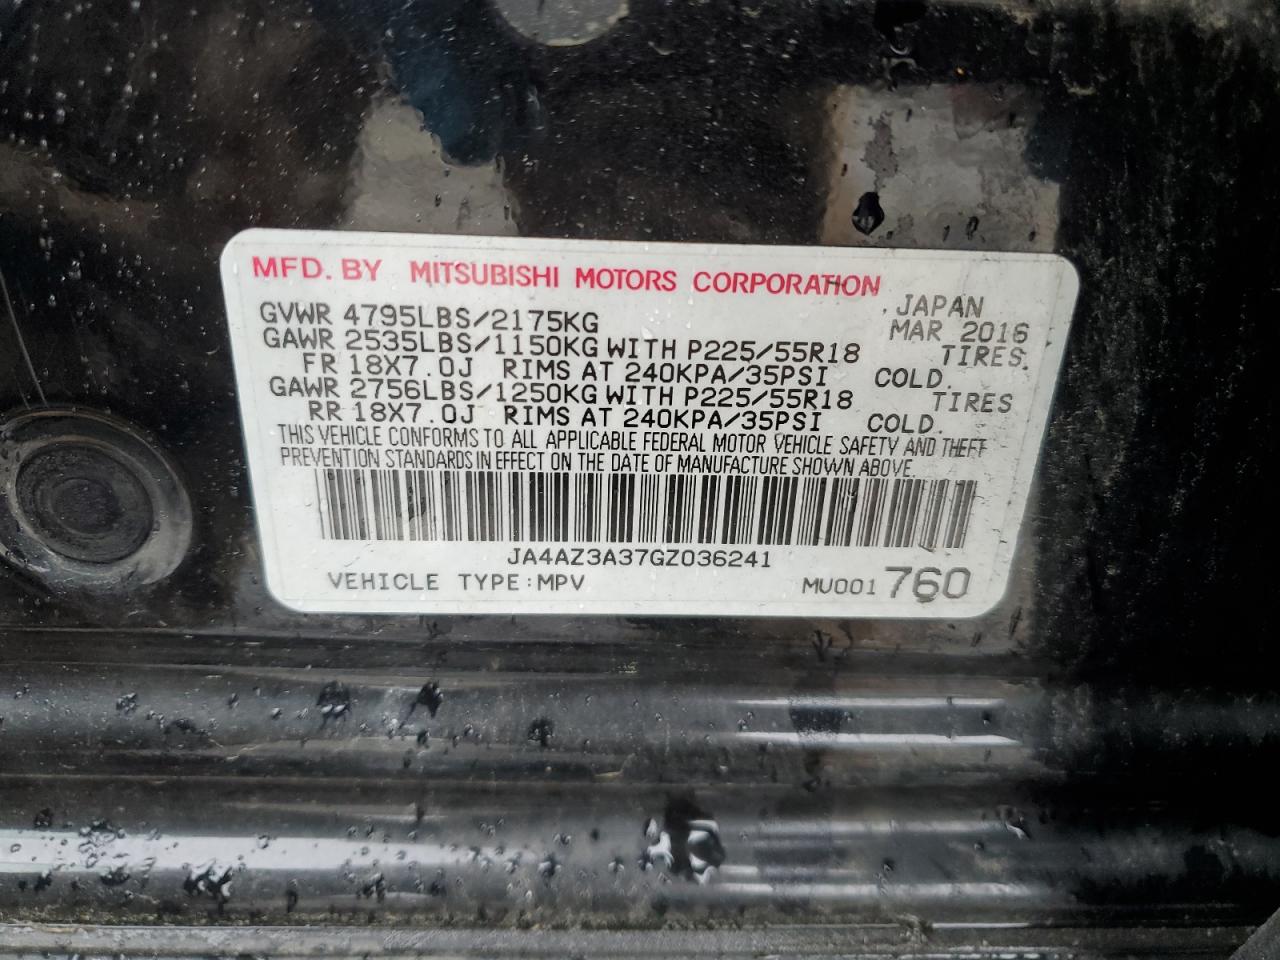 MFD. BY MITSUBISHI MOTORS CORPORATION
JAPAN
GVWR 4795LBS/2175KG MAR 2016
GAWR 2535LBS/1150KG WITH P225/55R18 TIRES.
FR 18X7.0J RIMS AT 240KPA/35PSI COLD.
GAWR 2756LBS/1250KG WITH P225/55R18 TIRES
RR 18X7.0J RIMS AT 240KPA/35PSI COLD.
THIS VEHICLE CONFORMS TO ALL APPLICABLE FEDERAL MOTOR VEHICLE SAFETY AND THEFT
PREVENTION STANDARDS IN EFFECT ON THE DATE OF MANUFACTURE SHOWN ABOVE.
JA4AZ3A37GZ036241
VEHICLE TYPE:MPV MU001 760